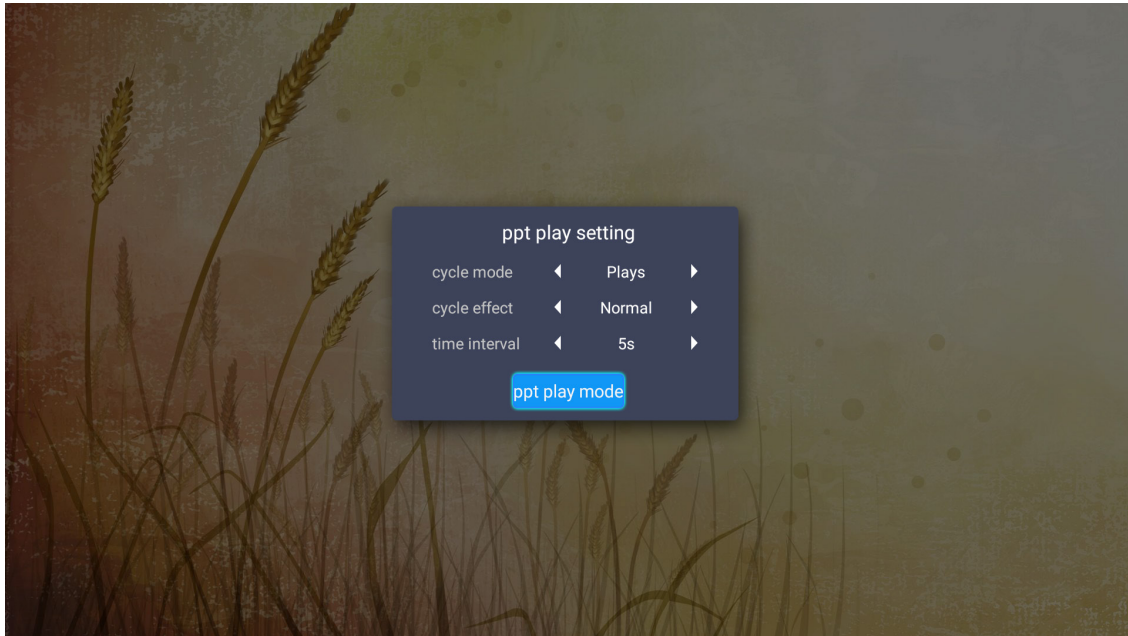 ppt play setting
cycle mode Plays
cycle effect Normal
time interval 5s
ppt play mode